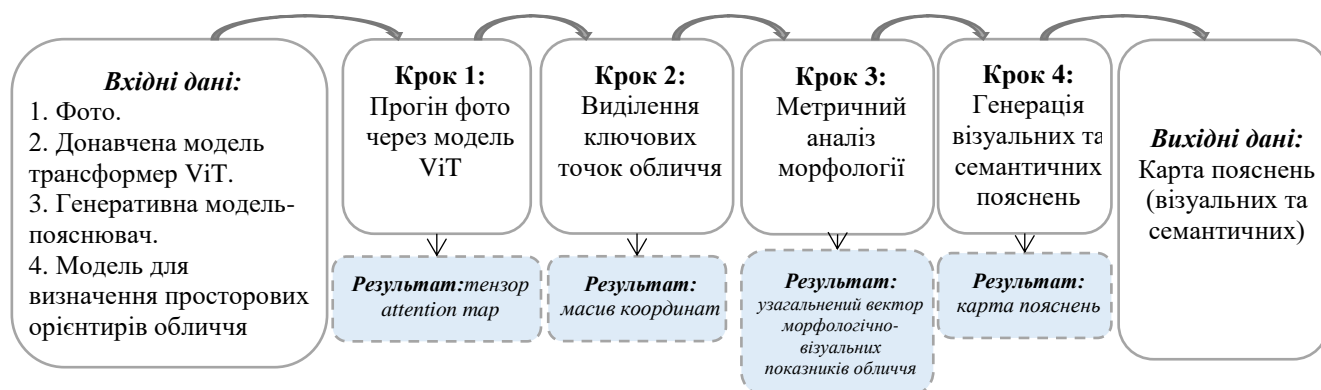 Вхідні дані:
1. Фото.
2. Донавчена модель
трансформер ViT.
3. Генеративна модель-
пояснювач.
4. Модель для
визначення просторових
орієнтирів обличчя
Крок 1:
Прогін фото
через модель
ViT
Результат:тензор
attention map
Крок 2:
Виділення
ключових
точок обличчя
Результат:
масив координат
Крок 3:
Метричний
аналіз
морфології
Результат:
узагальнений вектор
морфологічно-
візуальних
показників обличчя
Крок 4:
Генерація
візуальних та
семантичних
пояснень
Результат:
карта пояснень
Вихідні дані:
Карта пояснень
(візуальних та
семантичних)